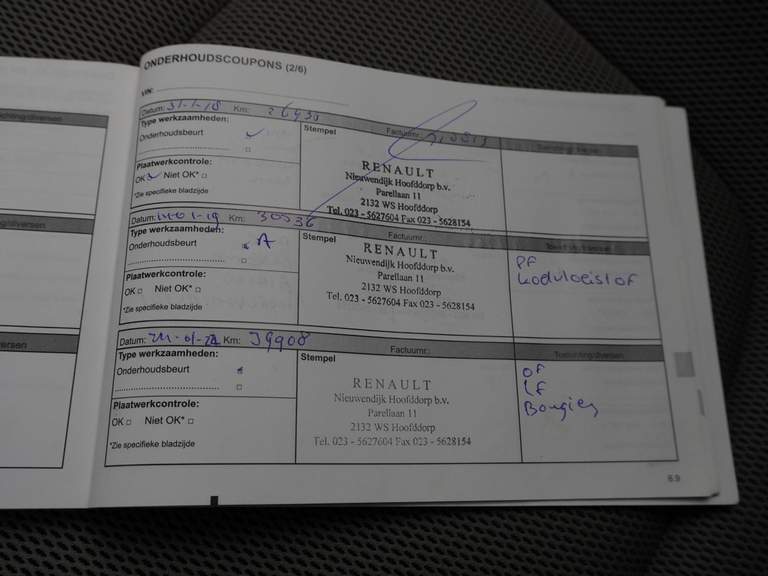 ONDERHOUDSCOUPONS (2/6)
VIN:
Datum: 31-1-18 Km: 26933
Type werkzaamheden:
Onderhoudsbeurt
Plaatwerkcontrole:
OK Niet OK*
*Zie specifieke bladzijde
Stempel
Factuurnr.:
RENAULT
Nieuwendijk Hoofddorp b.v.
Parellaan 11
2132 WS Hoofddorp
Tel. 023 - 5627604 Fax 023 - 5628154
Datum: Km: 30536
Type werkzaamheden:
Onderhoudsbeurt A
Plaatwerkcontrole:
OK Niet OK*
*Zie specifieke bladzijde
Stempel
Factuurnr.:
RENAULT
Nieuwendijk Hoofddorp b.v.
Parellaan 11
2132 WS Hoofddorp
Tel. 023 - 5627604 Fax 023 - 5628154
PF
koelvloeistof
Datum: Km: 39908
Type werkzaamheden:
Onderhoudsbeurt
Plaatwerkcontrole:
OK Niet OK*
*Zie specifieke bladzijde
Stempel
Factuurnr.:
RENAULT
Nieuwendijk Hoofddorp b.v.
Parellaan 11
2132 WS Hoofddorp
Tel. 023 - 5627604 Fax 023 - 5628154
OF
LF
Bougies
6.9